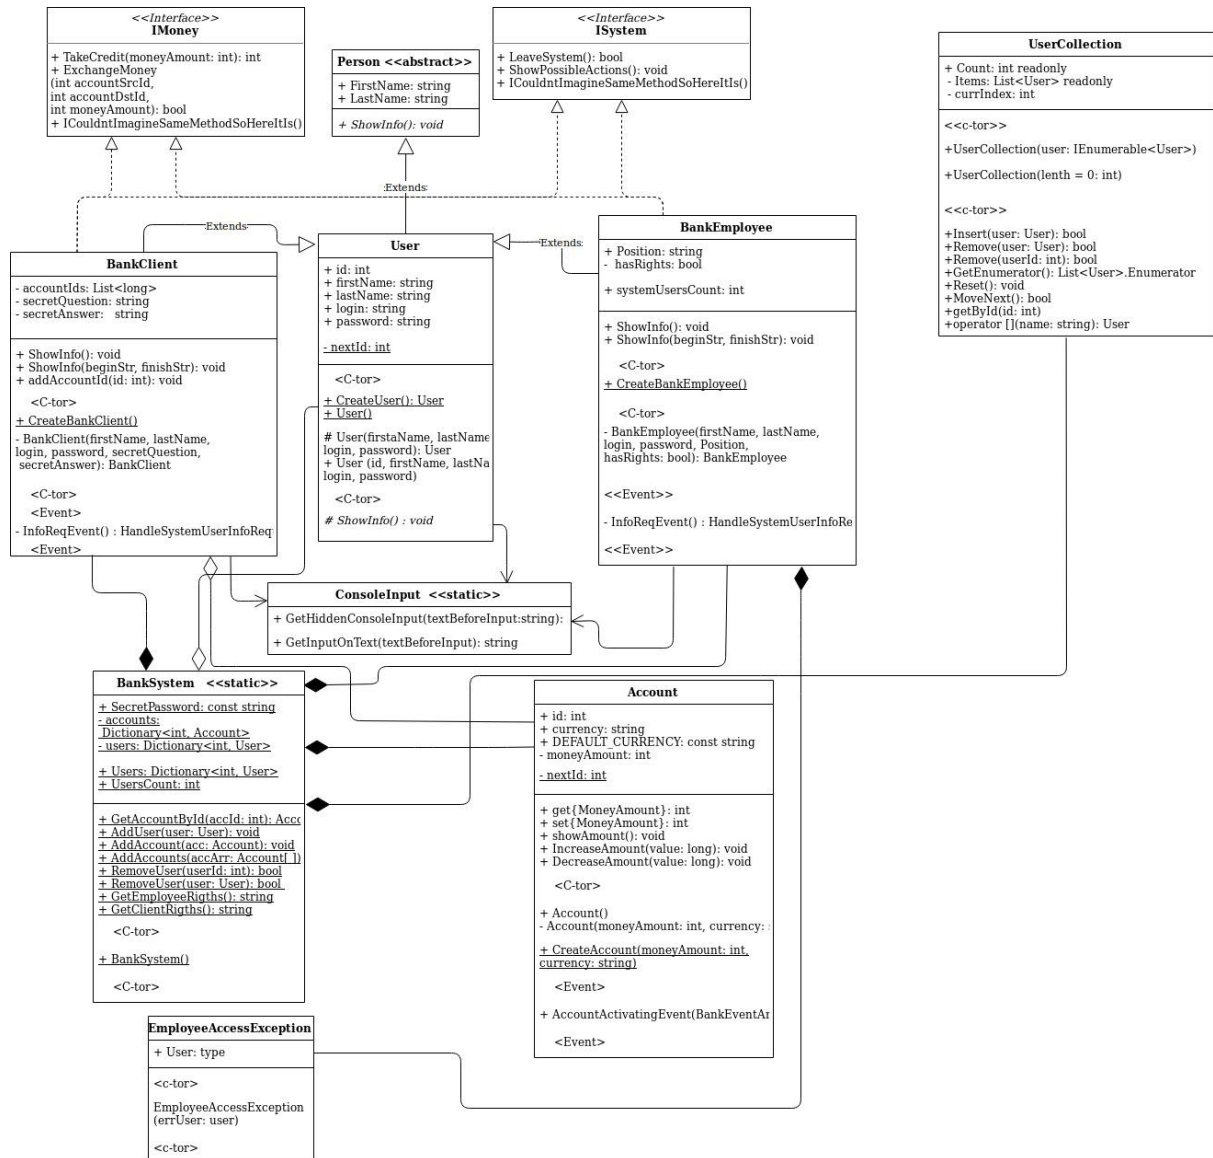 <<Interface>>
IMoney
+ TakeCredit(moneyAmount: int): int
+ ExchangeMoney
(int accountSrcId,
int accountDstId,
int moneyAmount): bool
+ ICouldntImagineSameMethodSoHereItIs()
Person <<abstract>>
+ FirstName: string
+ LastName: string
+ ShowInfo(): void
<<Interface>>
ISystem
+ LeaveSystem(): bool
+ ShowPossibleActions(): void
+ ICouldntImagineSameMethodSoHereItIs()
UserCollection
+ Count: int readonly
- Items: List<User> readonly
- currIndex: int
<<c-tor>>
+UserCollection(user: IEnumerable<User>)
+UserCollection(lenth = 0: int)
<<c-tor>>
+Insert(user: User): bool
+Remove(user: User): bool
+Remove(userId: int): bool
+GetEnumerator(): List<User>.Enumerator
+Reset(): void
+MoveNext(): bool
+getById(id: int)
+operator [](name: string): User
:Extends:
:Extends:
Extends:
BankClient
- accountIds: List<long>
- secretQuestion: string
- secretAnswer: string
+ ShowInfo(): void
+ ShowInfo(beginStr, finishStr): void
+ addAccountId(id: int): void
<C-tor>
+ CreateBankClient()
- BankClient(firstName, lastName,
login, password, secretQuestion,
secretAnswer): BankClient
<C-tor>
<Event>
- InfoReqEvent() : HandleSystemUserInfoReq
<Event>
User
+ id: int
+ firstName: string
+ lastName: string
+ login: string
+ password: string
- nextId: int
<C-tor>
+ CreateUser(): User
+ User()
# User(firstaName, lastName
login, password): User
+ User (id, firstName, lastNa
login, password)
<C-tor>
# ShowInfo() : void
BankEmployee
+ Position: string
- hasRights: bool
+ systemUsersCount: int
+ ShowInfo(): void
+ ShowInfo(beginStr, finishStr): void
<C-tor>
+ CreateBankEmployee()
<C-tor>
- BankEmployee(firstName, lastName,
login, password, Position,
hasRights: bool): BankEmployee
<<Event>>
- InfoReqEvent() : HandleSystemUserInfoRe
<<Event>>
ConsoleInput <<static>>
+ GetHiddenConsoleInput(textBeforeInput:string):
+ GetInputOnText(textBeforeInput): string
BankSystem <<static>>
+ SecretPassword: const string
- accounts:
Dictionary<int, Account>
- users: Dictionary<int, User>
+ Users: Dictionary<int, User>
+ UsersCount: int
+ GetAccountById(accId: int): Acco
+ AddUser(user: User): void
+ AddAccount(acc: Account): void
+ AddAccounts(accArr: Account[ ])
+ RemoveUser(userId: int): bool
+ RemoveUser(user: User): bool
+ GetEmployeeRigths(): string
+ GetClientRigths(): string
<C-tor>
+ BankSystem()
<C-tor>
Account
+ id: int
+ currency: string
+ DEFAULT_CURRENCY: const string
- moneyAmount: int
- nextId: int
+ get{MoneyAmount}: int
+ set{MoneyAmount}: int
+ showAmount(): void
+ IncreaseAmount(value: long): void
+ DecreaseAmount(value: long): void
<C-tor>
+ Account()
- Account(moneyAmount: int, currency:
+ CreateAccount(moneyAmount: int,
currency: string)
<Event>
+ AccountActivatingEvent(BankEventAr
<Event>
EmployeeAccessException
+ User: type
<c-tor>
EmployeeAccessException
(errUser: user)
<c-tor>